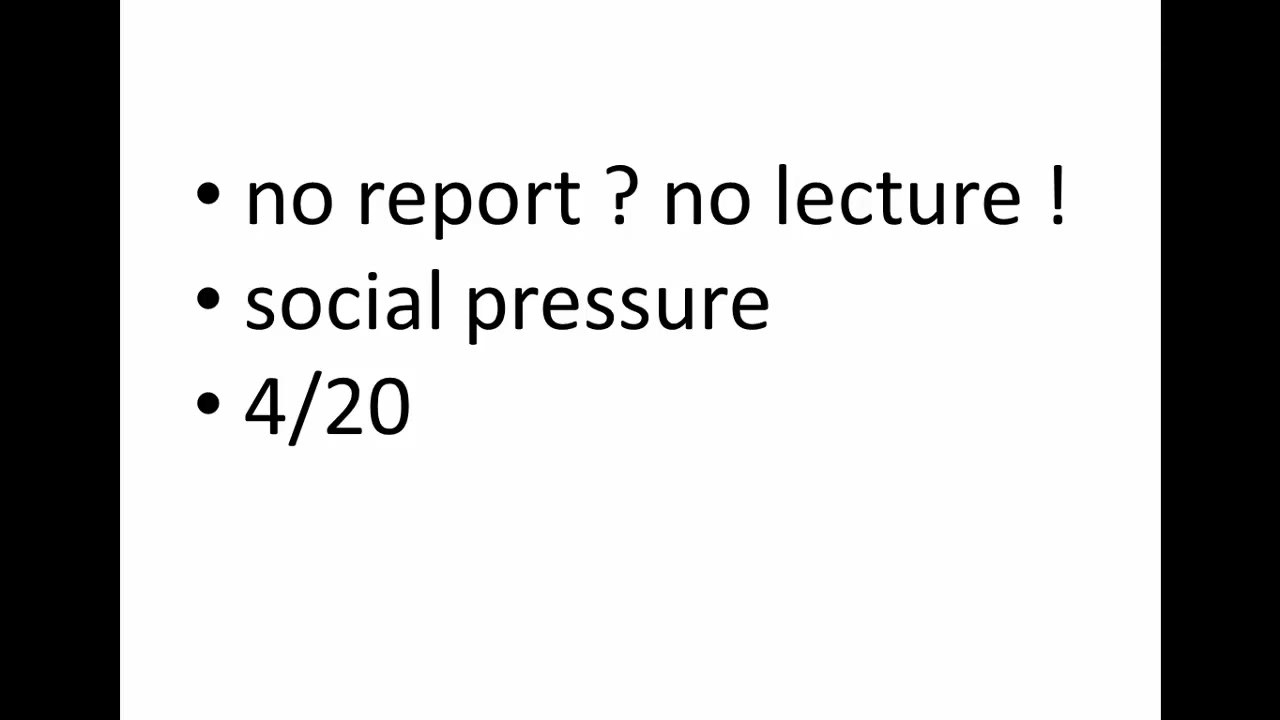 • no report ? no lecture !
• social pressure
• 4/20